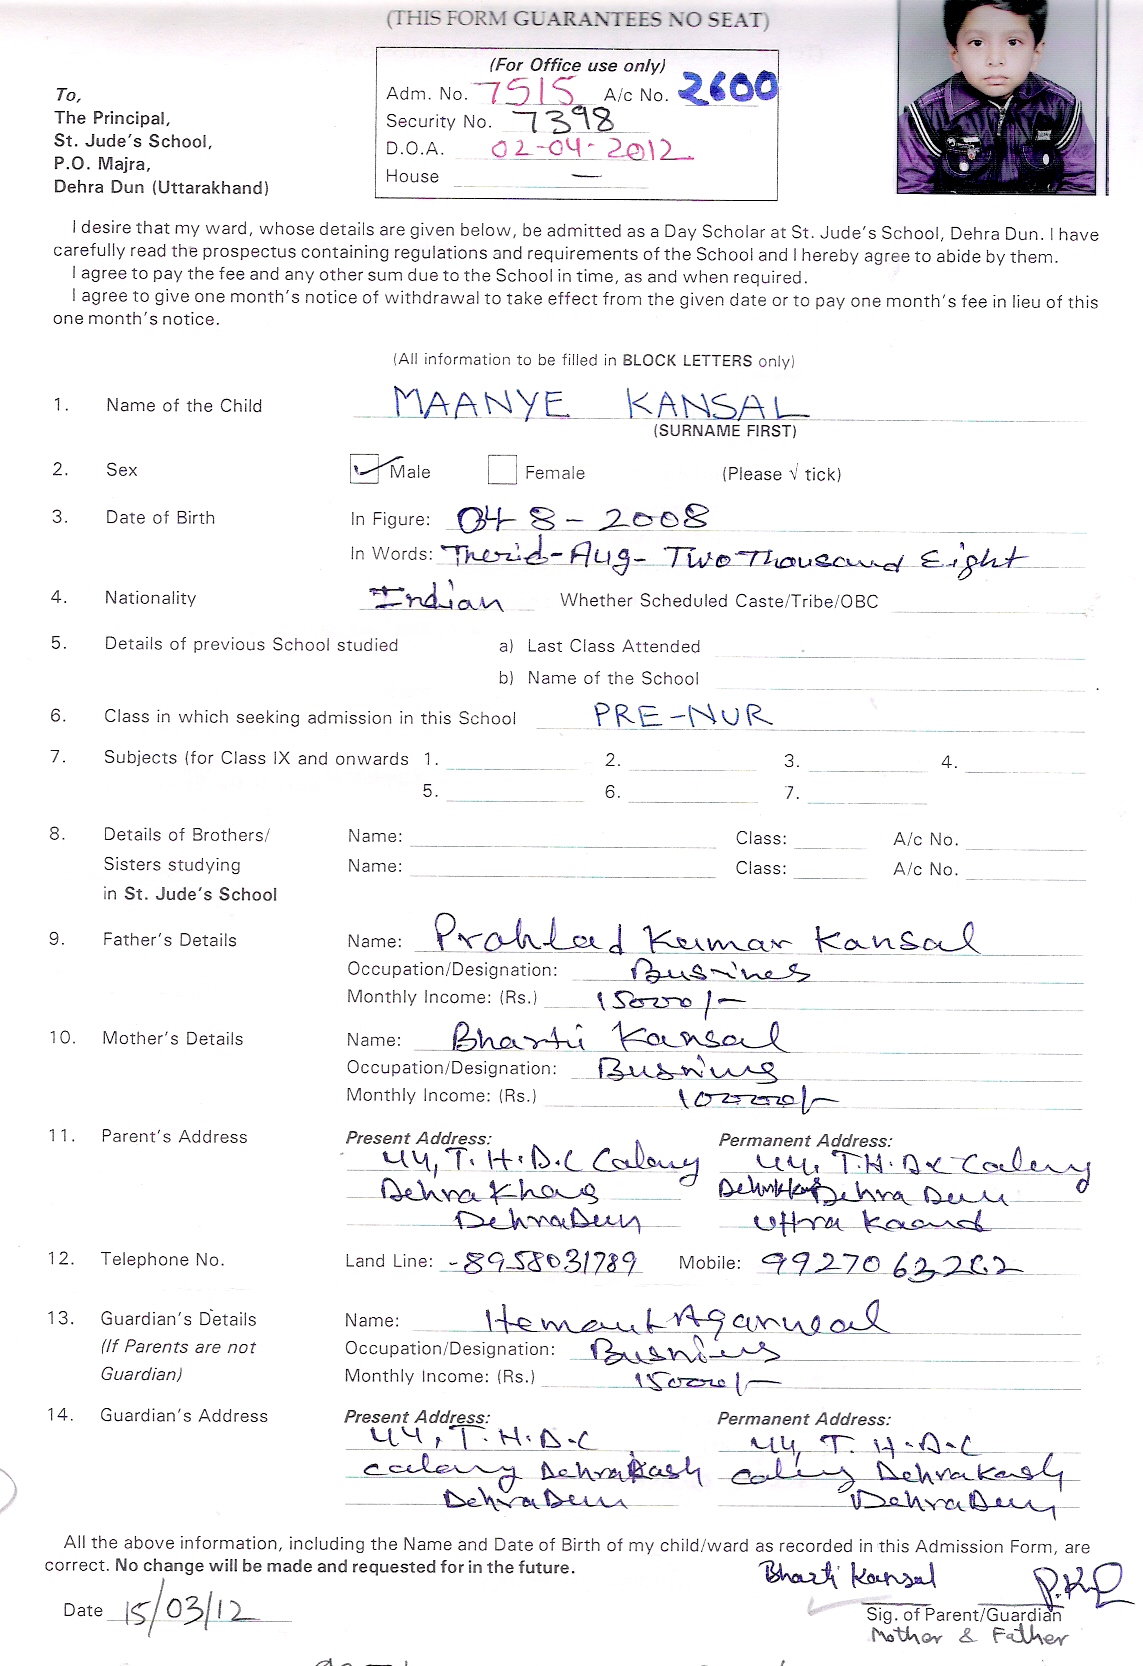 (THIS FORM GUARANTEES NO SEAT)
(For Office use only)
Adm. No. 7515 A/c No. 2600
Security No. 7398
D.O.A. 02-04-2012
House —
To,
The Principal,
St. Jude's School,
P.O. Majra,
Dehra Dun (Uttarakhand)
I desire that my ward, whose details are given below, be admitted as a Day Scholar at St. Jude's School, Dehra Dun. I have
carefully read the prospectus containing regulations and requirements of the School and I hereby agree to abide by them.
I agree to pay the fee and any other sum due to the School in time, as and when required.
I agree to give one month's notice of withdrawal to take effect from the given date or to pay one month's fee in lieu of this
one month's notice.
(All information to be filled in BLOCK LETTERS only)
1. Name of the Child MAANYE KANSAL
(SURNAME FIRST)
2. Sex Male Female (Please √ tick)
3. Date of Birth In Figure: 04 8 - 2008
In Words: Therid-Aug- Two Thousand Eight
4. Nationality Indian Whether Scheduled Caste/Tribe/OBC
5. Details of previous School studied a) Last Class Attended
b) Name of the School
6. Class in which seeking admission in this School PRE-NUR
7. Subjects (for Class IX and onwards 1. 2. 3. 4.
5. 6. 7.
8. Details of Brothers/ Name: Class: A/c No.
Sisters studying Name: Class: A/c No.
in St. Jude's School
9. Father's Details Name: Prahlad Kumar Kansal
Occupation/Designation: Busines
Monthly Income: (Rs.) 15000/-
10. Mother's Details Name: Bharti Kansal
Occupation/Designation:
Monthly Income: (Rs.)
11. Parent's Address Present Address: Permanent Address:
44, T.H.D.C Calony 44, T.H.D.C Calony
Dehra Khas Dehra Dun
DehraDun Uttra Kaand
12. Telephone No. Land Line: -8958031789 Mobile: 9927063262
13. Guardian's Details Name: Hemant Agarwal
(If Parents are not Occupation/Designation:
Guardian) Monthly Income: (Rs.)
14. Guardian's Address Present Address: Permanent Address:
44, T.H.D.C 44, T.H.D.C
Calony DehraKash Calony DehraKash
DehraDun DehraDun
All the above information, including the Name and Date of Birth of my child/ward as recorded in this Admission Form, are
correct. No change will be made and requested for in the future.
Bharti Kansal
Date 15/03/12
Sig. of Parent/Guardian
Mother & Father